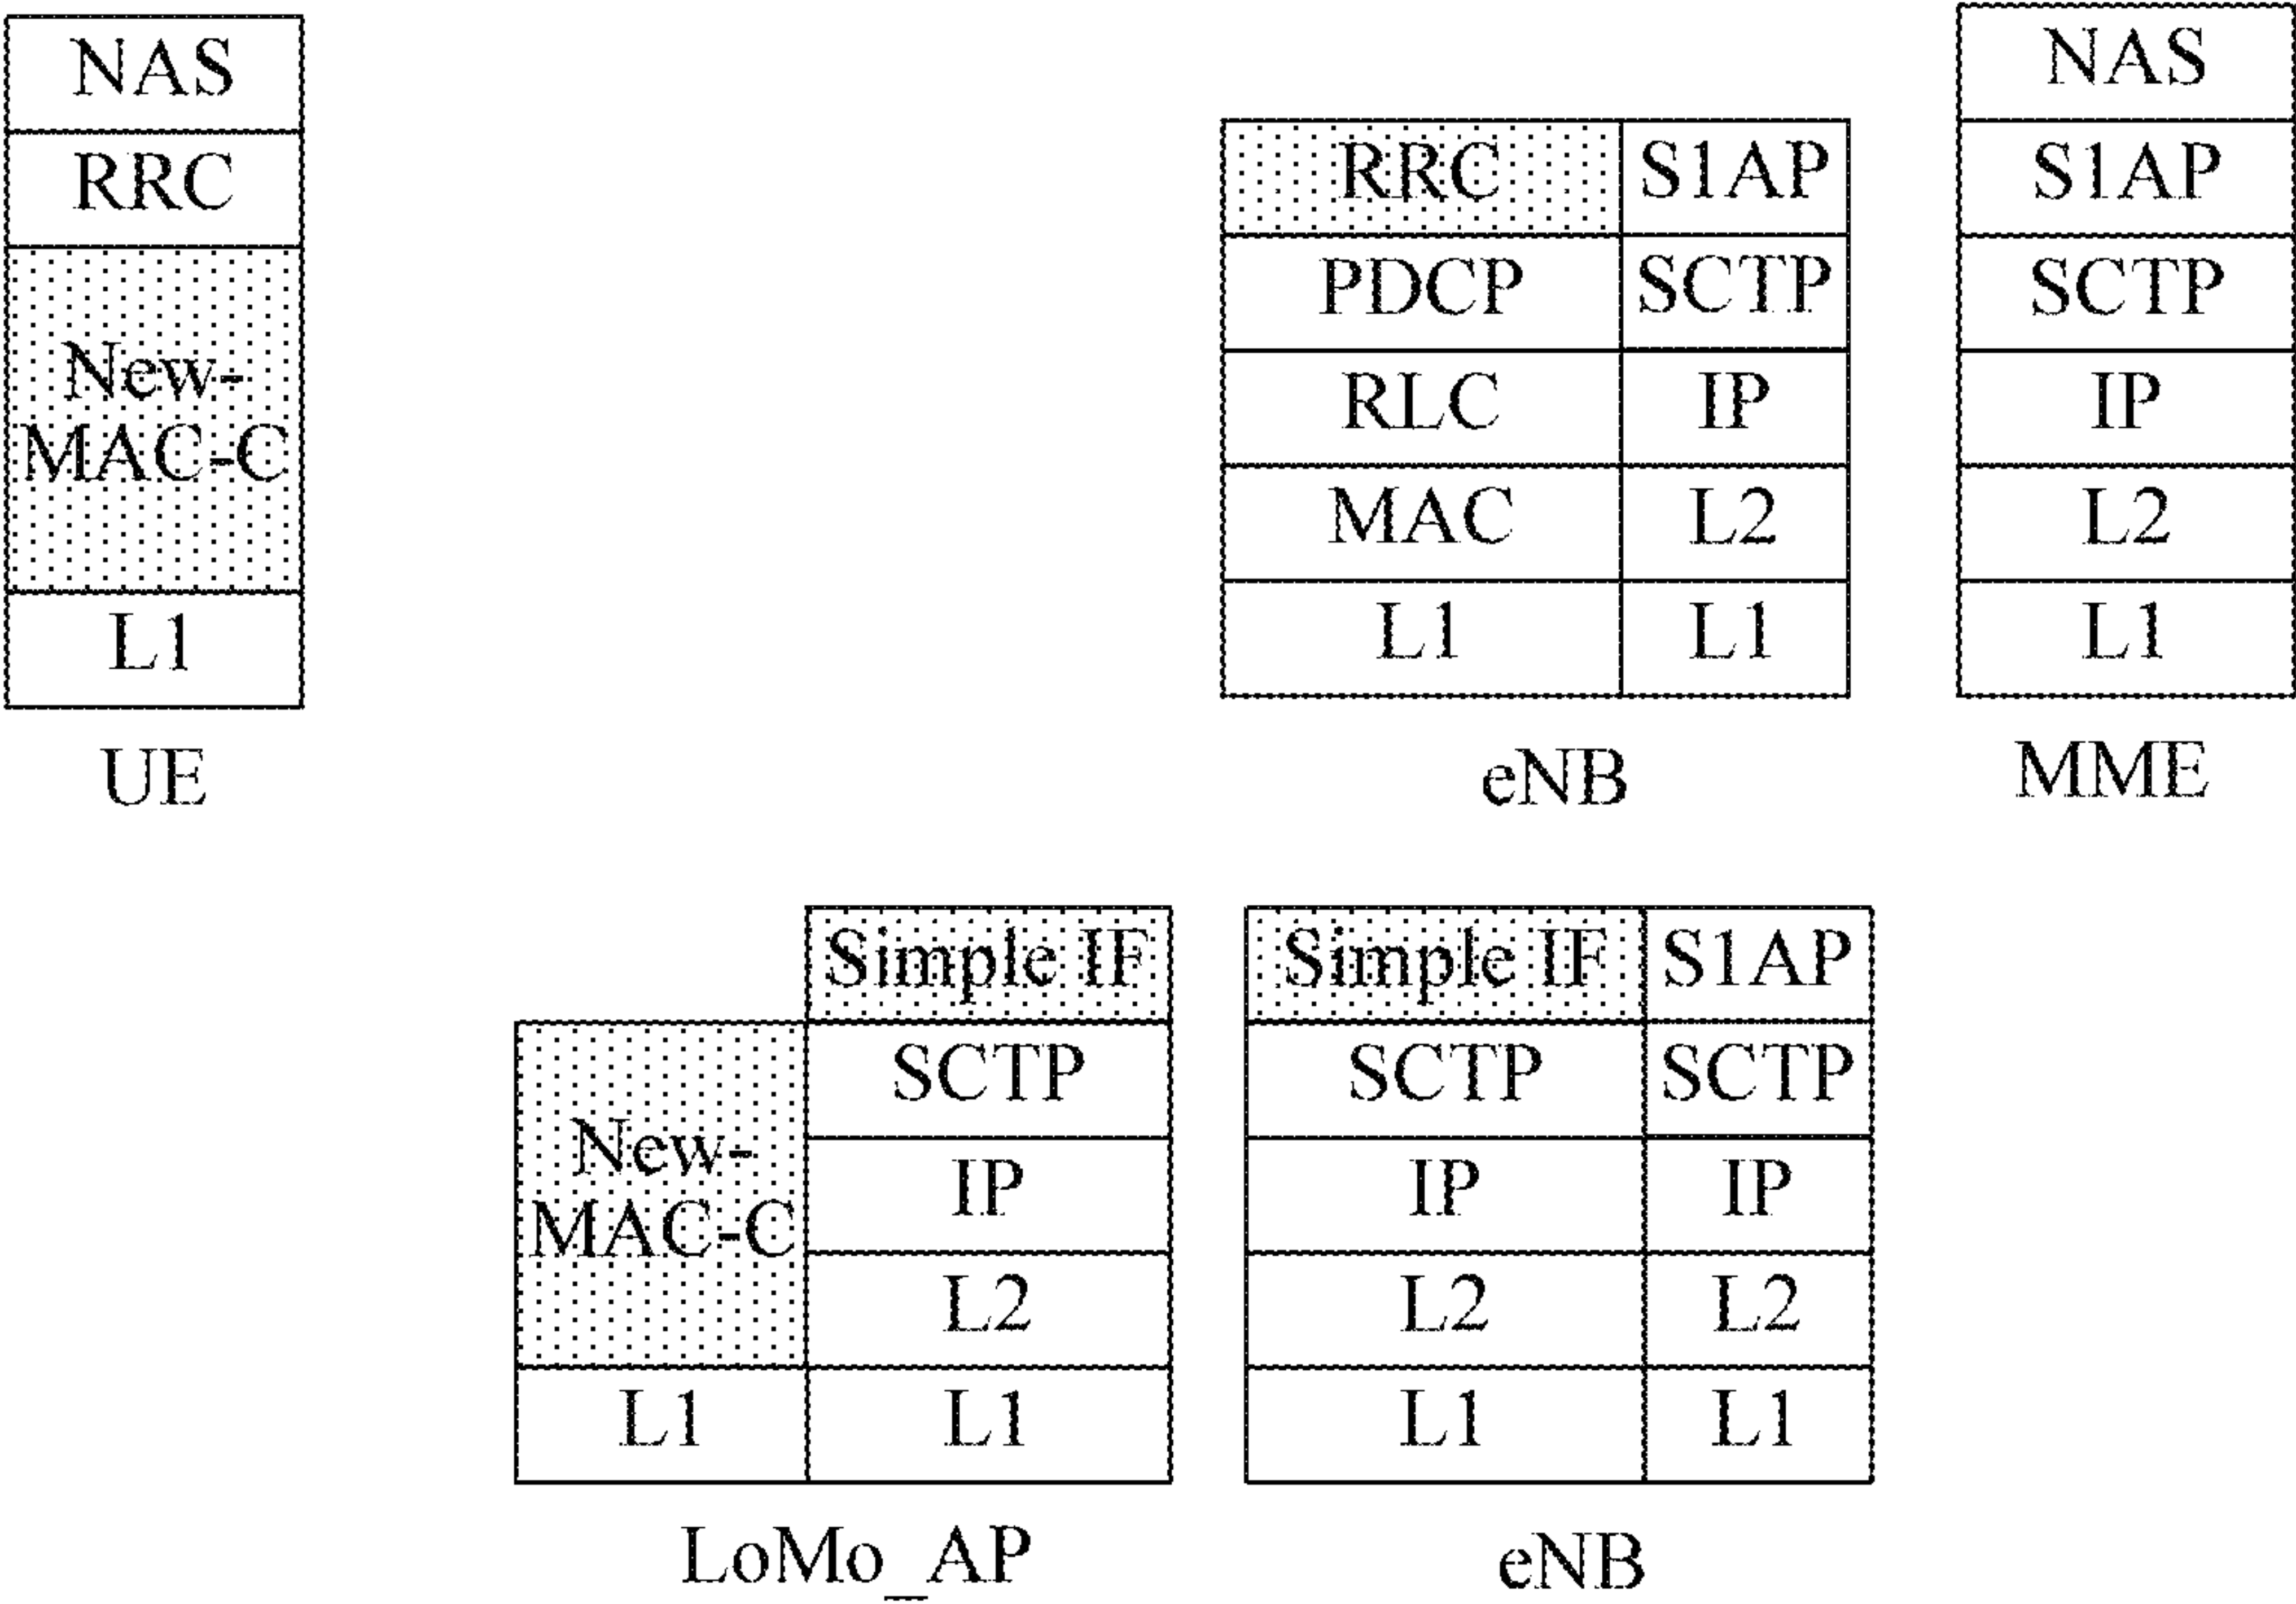 NAS
RRC
New-
MAC-C
L1
UE
RRC S1AP
PDCP SCTP
RLC IP
MAC L2
L1 L1
eNB
NAS
S1AP
SCTP
IP
L2
L1
MME
New-
MAC-C
L1
Simple IF
SCTP
IP
L2
L1
LoMo_AP
Simple IF S1AP
SCTP SCTP
IP IP
L2 L2
L1 L1
eNB